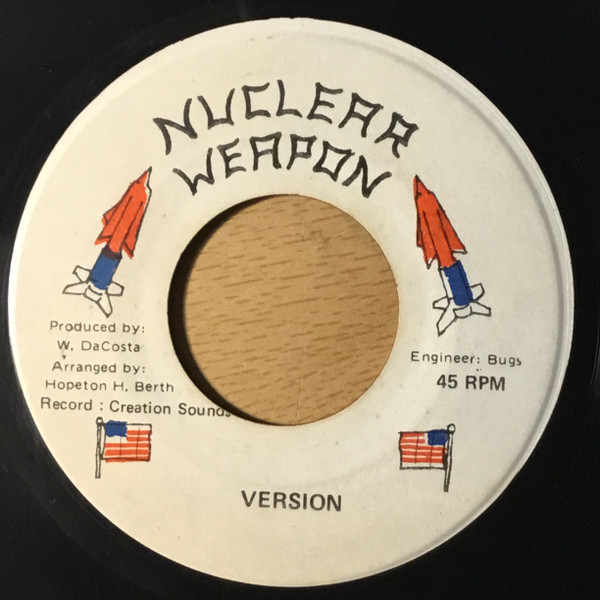 NUCLEAR
WEAPON
Produced by:
W. DaCosta
Arranged by:
Hopeton H. Berth
Record : Creation Sounds
Engineer: Bugs
45 RPM
VERSION